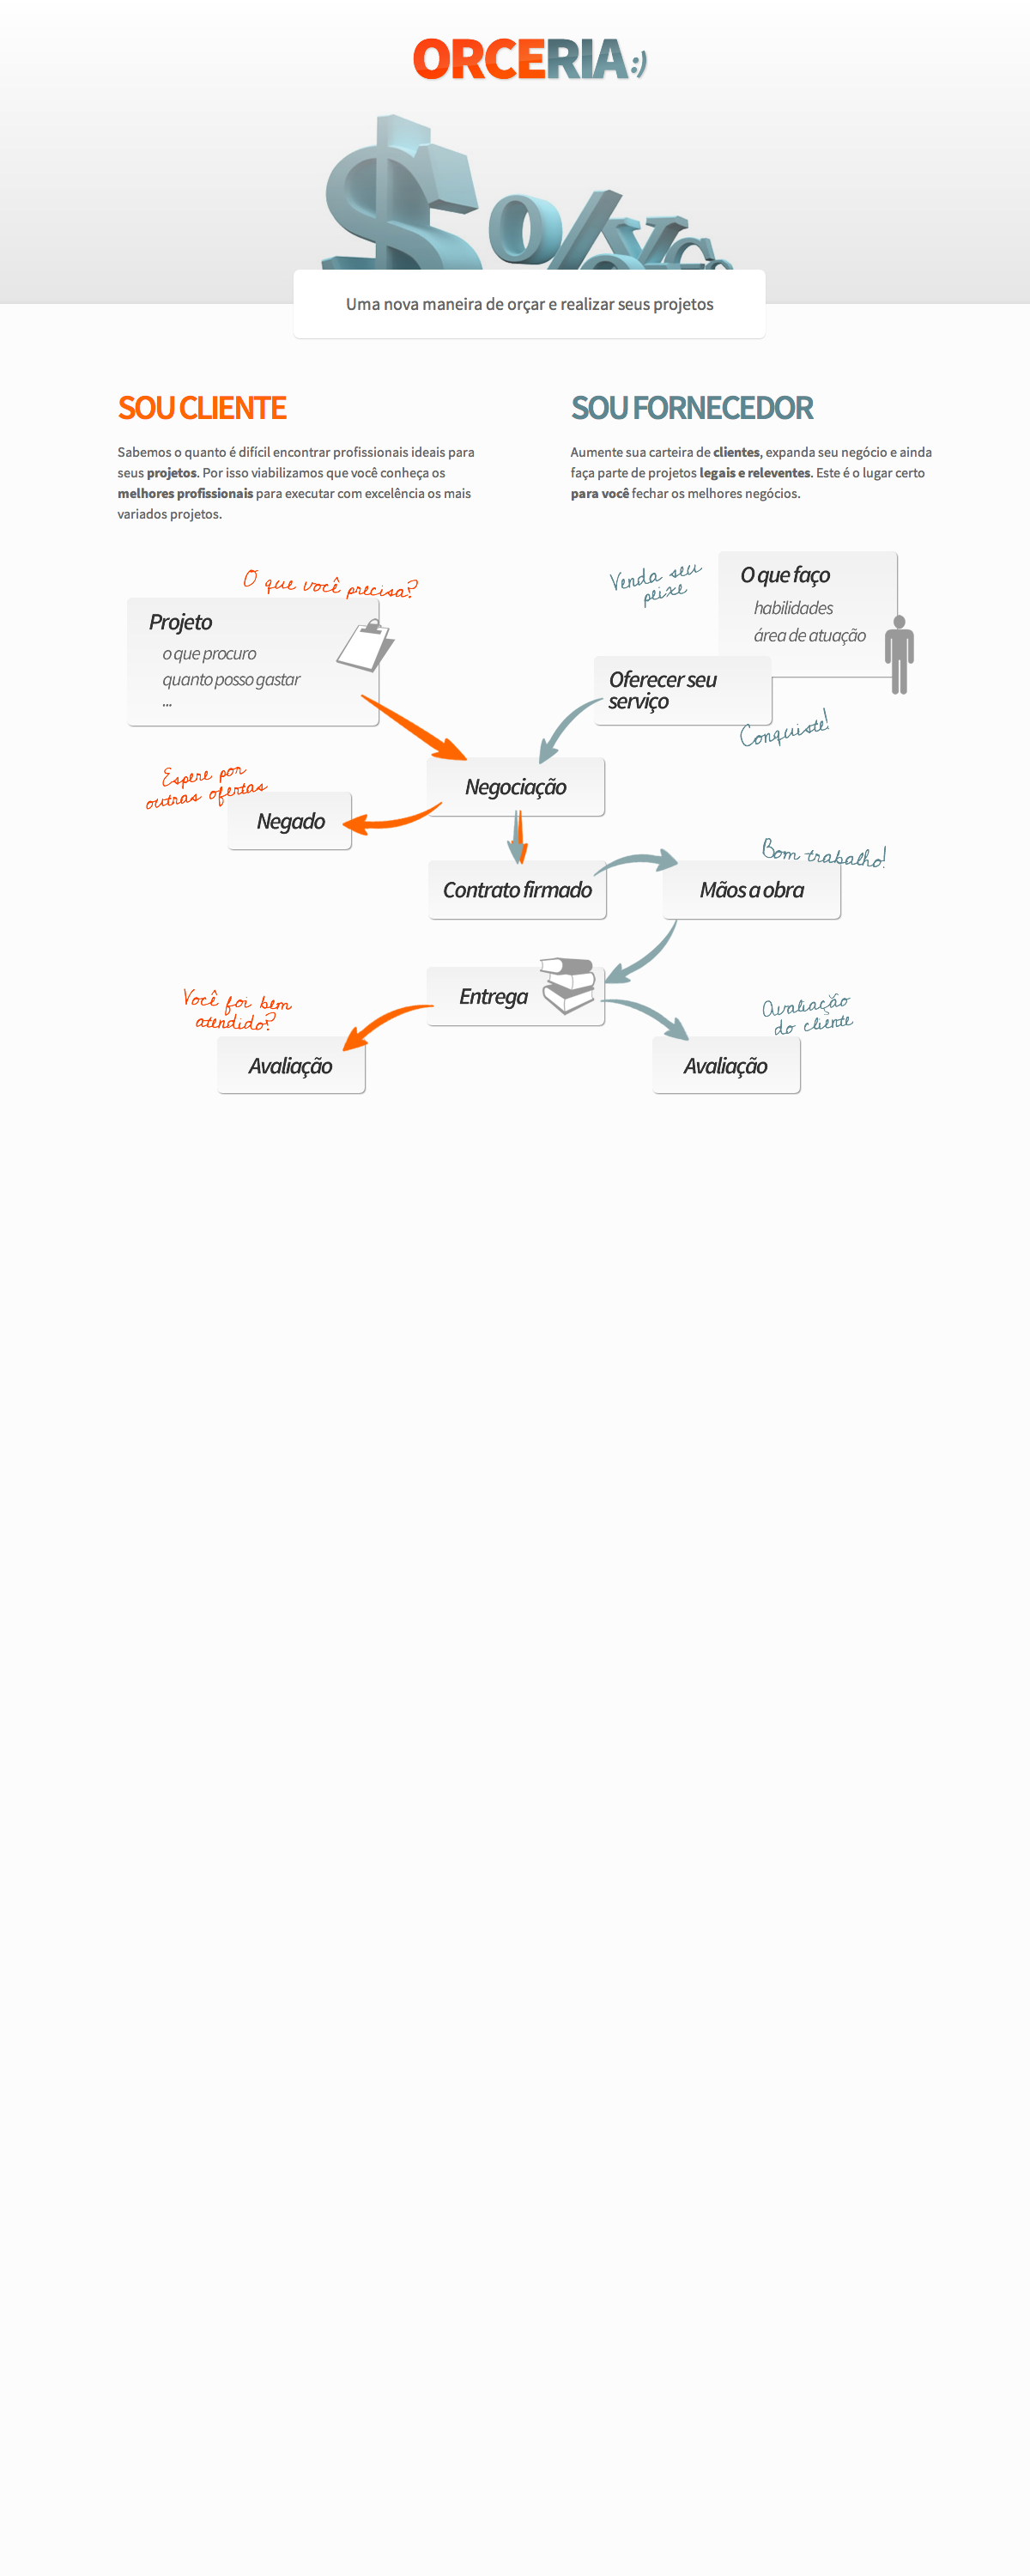 ORCERIA:)
Uma nova maneira de orçar e realizar seus projetos
SOU CLIENTE
Sabemos o quanto é difícil encontrar profissionais ideais para
seus projetos. Por isso viabilizamos que você conheça os
melhores profissionais para executar com excelência os mais
variados projetos.
SOU FORNECEDOR
Aumente sua carteira de clientes, expanda seu negócio e ainda
faça parte de projetos legais e releventes. Este é o lugar certo
para você fechar os melhores negócios.
O que você precisa?
Projeto
o que procuro
quanto posso gastar
...
Venda seu
peixe
O que faço
habilidades
área de atuação
Oferecer seu
serviço
Conquiste!
Negociação
Espere por
outras ofertas
Negado
Contrato firmado
Bom trabalho!
Mãos a obra
Entrega
Você foi bem
atendido?
Avaliação
Avaliação
do cliente
Avaliação